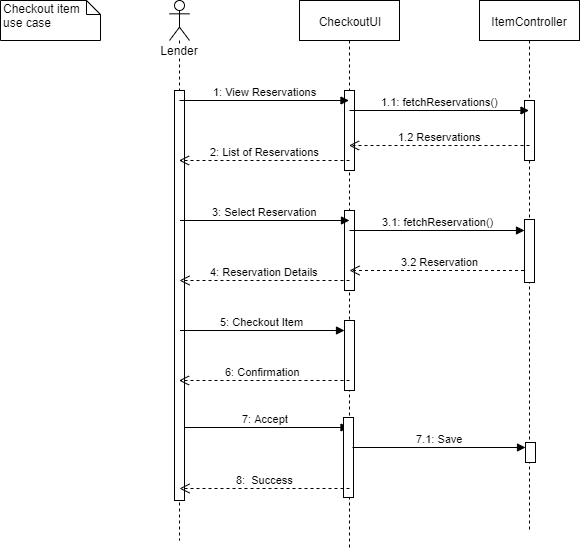 Checkout item
use case
Lender
CheckoutUI
ItemController
1: View Reservations
1.1: fetchReservations()
1.2 Reservations
2: List of Reservations
3: Select Reservation
3.1: fetchReservation()
3.2 Reservation
4: Reservation Details
5: Checkout Item
6: Confirmation
7: Accept
7.1: Save
8: Success